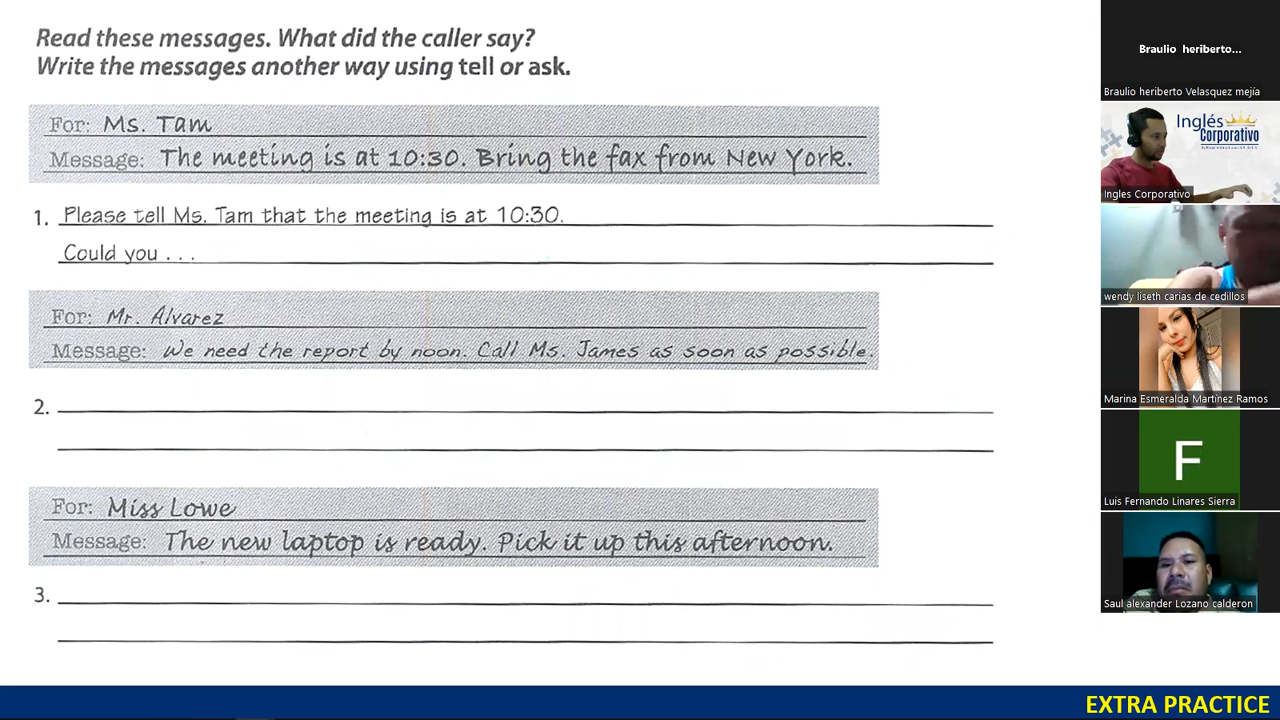 Read these messages. What did the caller say?
Write the messages another way using tell or ask.
For: Ms. Tam
Message: The meeting is at 10:30. Bring the fax from New York.
1. Please tell Ms. Tam that the meeting is at 10:30.
Could you . . .
For: Mr. Alvarez
Message: We need the report by noon. Call Ms. James as soon as possible.
2.
For: Miss Lowe
Message: The new laptop is ready. Pick it up this afternoon.
3.
EXTRA PRACTICE
Braulio heriberto...
Braulio heriberto Velasquez mejía
Inglés
Corporativo
Ingles Corporativo
wendy liseth carias de cedillos
Marina Esmeralda Martínez Ramos
F
Luis Fernando Linares Sierra
Saul alexander Lozano calderon